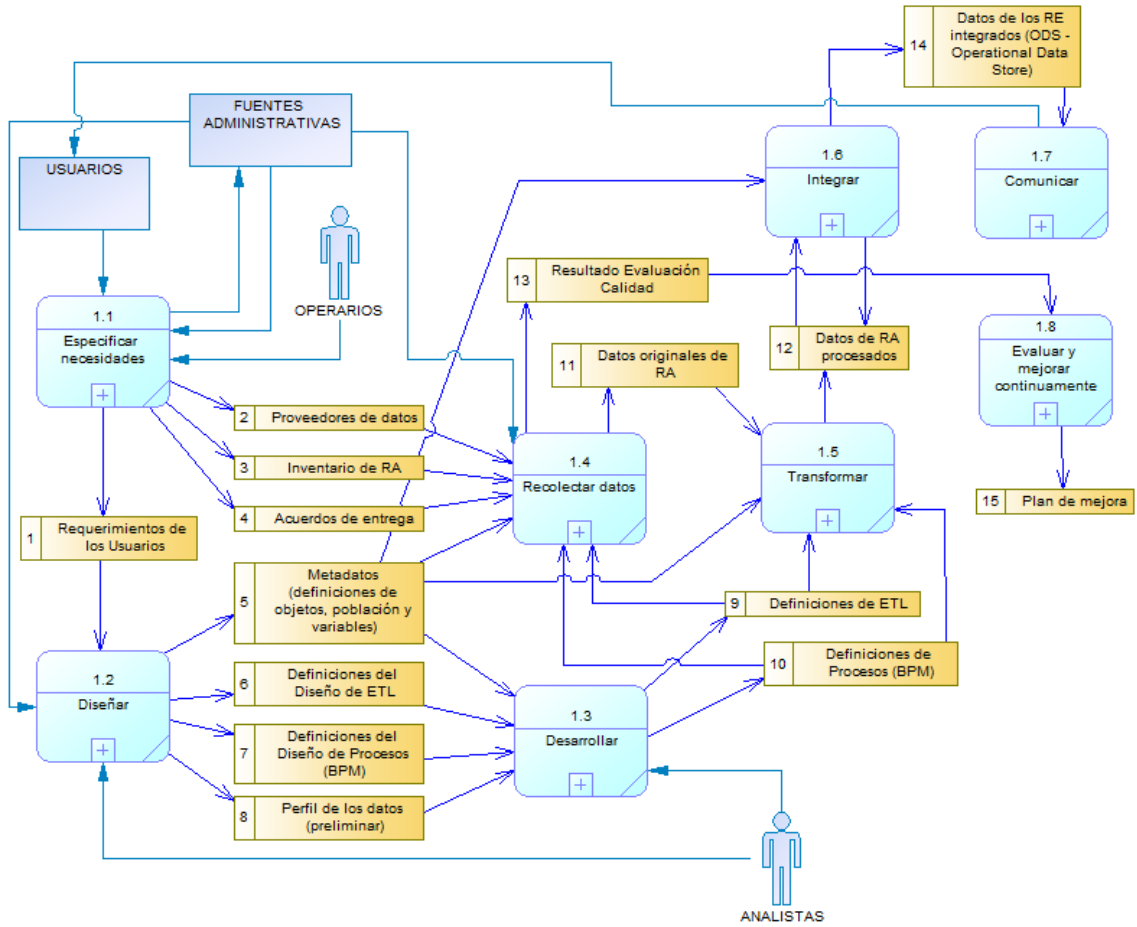 14
Datos de los RE
integrados (ODS -
Operational Data
Store)
FUENTES
ADMINISTRATIVAS
USUARIOS
1.6
Integrar
1.7
Comunicar
OPERARIOS
13
Resultado Evaluación
Calidad
1.1
Especificar
necesidades
11
Datos originales de
RA
12
Datos de RA
procesados
1.8
Evaluar y
mejorar
continuamente
2
Proveedores de datos
3
Inventario de RA
4
Acuerdos de entrega
1.4
Recolectar datos
1.5
Transformar
15
Plan de mejora
1
Requerimientos de
los Usuarios
5
Metadatos
(definiciones de
objetos, población y
variables)
9
Definiciones de ETL
10
Definiciones de
Procesos (BPM)
1.2
Diseñar
6
Definiciones del
Diseño de ETL
7
Definiciones del
Diseño de Procesos
(BPM)
8
Perfil de los datos
(preliminar)
1.3
Desarrollar
ANALISTAS